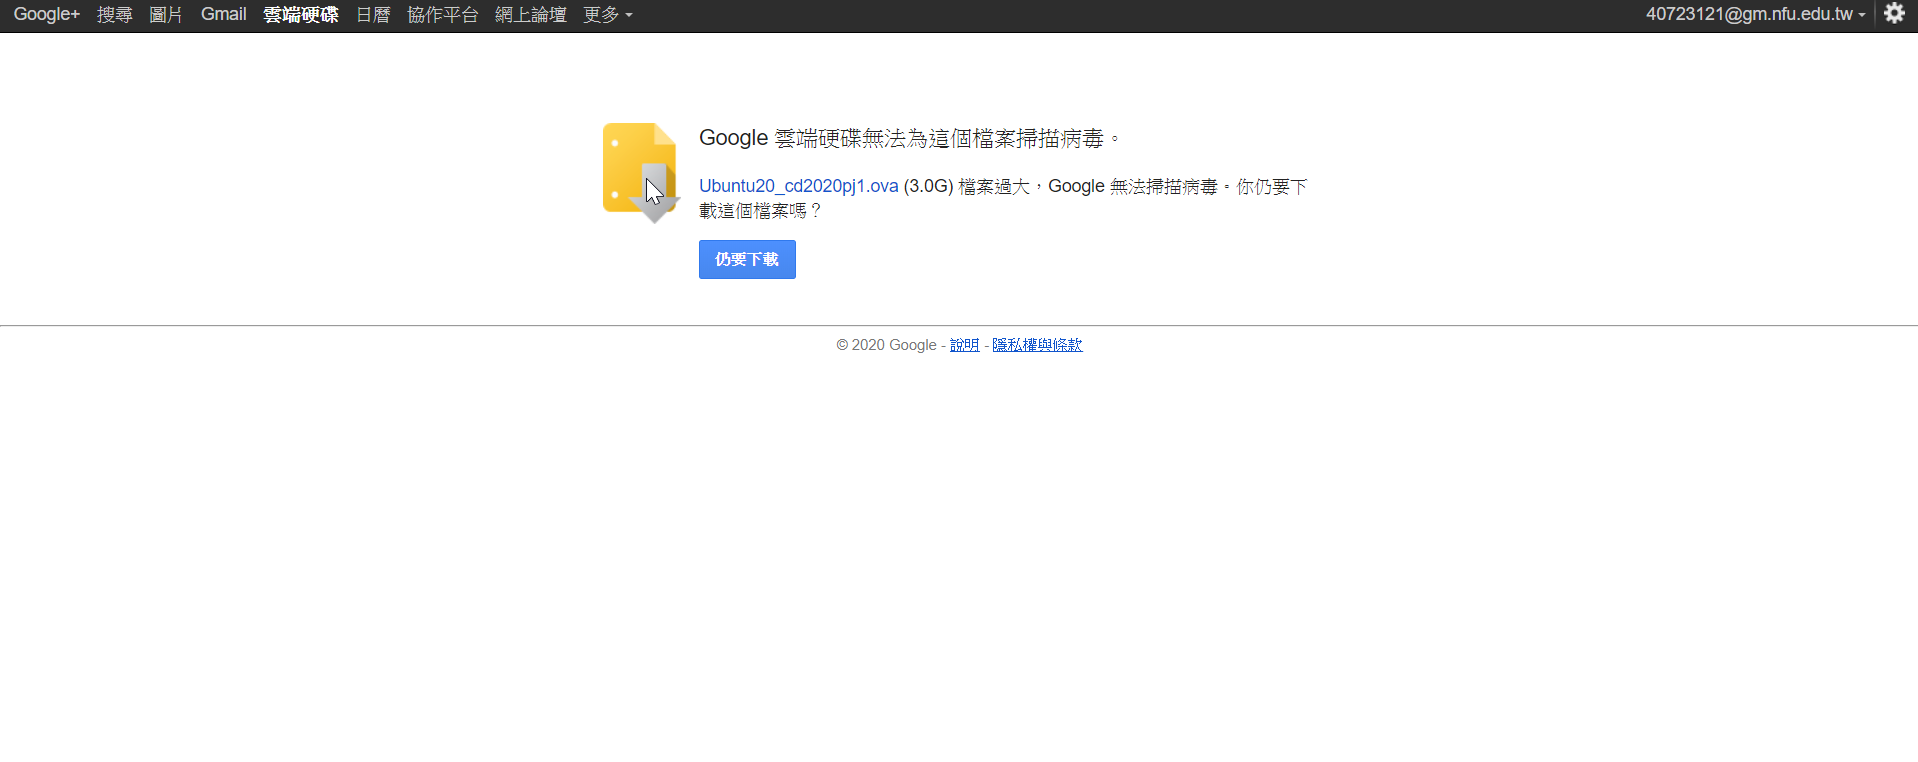 Google+ 搜尋 圖片 Gmail 雲端硬碟 日曆 協作平台 網上論壇 更多 40723121@gm.nfu.edu.tw
Google 雲端硬碟無法為這個檔案掃描病毒。
Ubuntu20_cd2020pj1.ova (3.0G) 檔案過大，Google 無法掃描病毒。你仍要下
載這個檔案嗎？
仍要下載
© 2020 Google - 說明 - 隱私權與條款